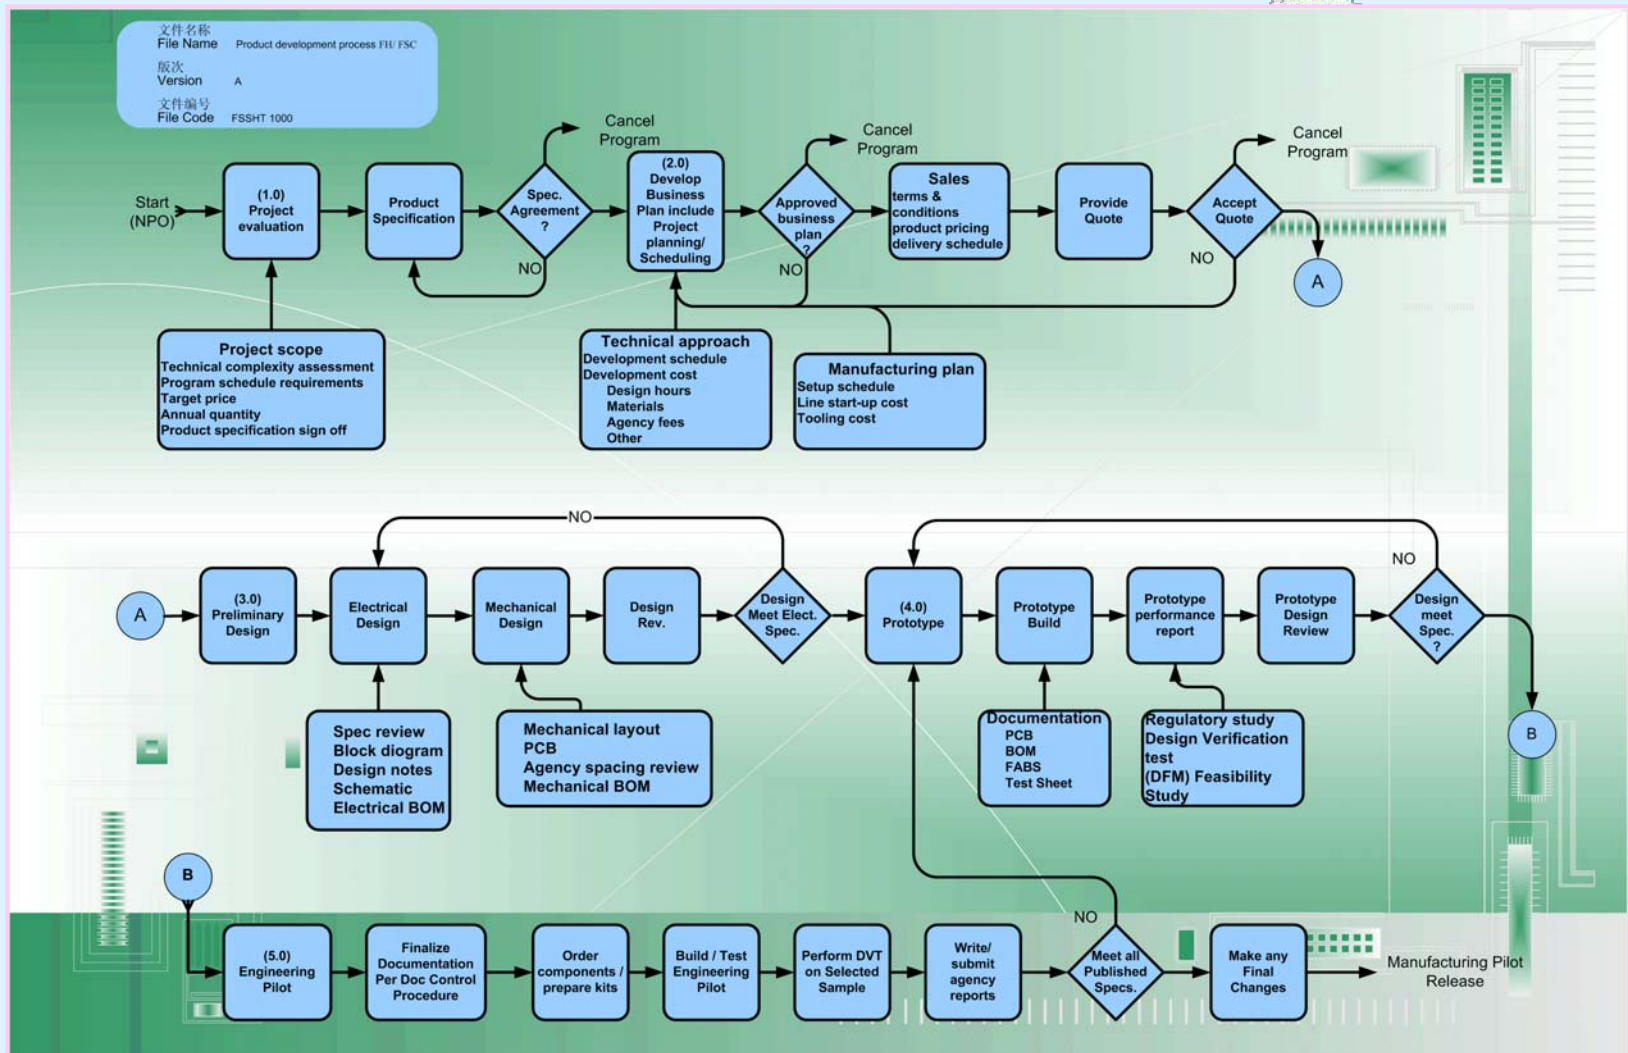 文件名称
File Name Product development process FH/ FSC
版次
Version A
文件编号
File Code FSSHT 1000
Start
(NPO)
(1.0)
Project
evaluation
Product
Specification
Spec.
Agreement
?
NO
Cancel
Program
(2.0)
Develop
Business
Plan include
Project
planning/
Scheduling
Approved
business
plan
?
NO
Cancel
Program
Sales
terms &
conditions
product pricing
delivery schedule
Provide
Quote
Accept
Quote
NO
Cancel
Program
A
Project scope
Technical complexity assessment
Program schedule requirements
Target price
Annual quantity
Product specification sign off
Technical approach
Development schedule
Development cost
Design hours
Materials
Agency fees
Other
Manufacturing plan
Setup schedule
Line start-up cost
Tooling cost
A
(3.0)
Preliminary
Design
Electrical
Design
Mechanical
Design
Design
Rev.
Design
Meet Elect.
Spec.
NO
(4.0)
Prototype
Prototype
Build
Prototype
performance
report
Prototype
Design
Review
Design
meet
Spec.
?
NO
B
Spec review
Block diogram
Design notes
Schematic
Electrical BOM
Mechanical layout
PCB
Agency spacing review
Mechanical BOM
Documentation
PCB
BOM
FABS
Test Sheet
Regulatory study
Design Verification
test
(DFM) Feasibility
Study
B
(5.0)
Engineering
Pilot
Finalize
Documentation
Per Doc Control
Procedure
Order
components /
prepare kits
Build / Test
Engineering
Pilot
Perform DVT
on Selected
Sample
Write/
submit
agency
reports
NO
Meet all
Published
Specs.
Make any
Final
Changes
Manufacturing Pilot
Release